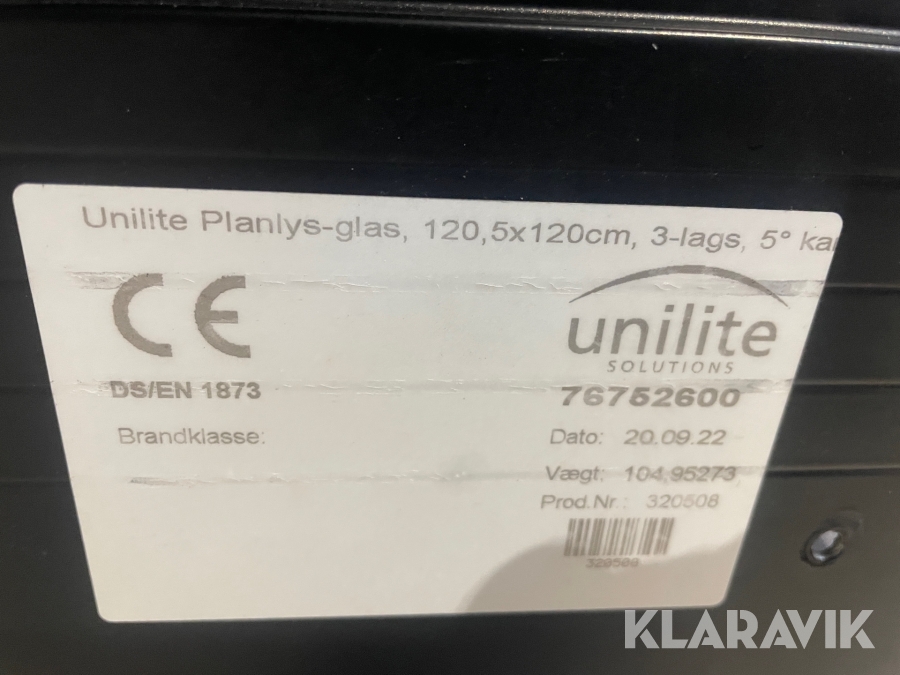 Unilite Planlys-glas, 120,5x120cm, 3-lags, 5°
CE
unilite
SOLUTIONS
DS/EN 1873
76752600
Brandklasse:
Dato: 20.09.22
Vægt: 104,95273
Prod.Nr.: 320508
320508
KLARAVIK